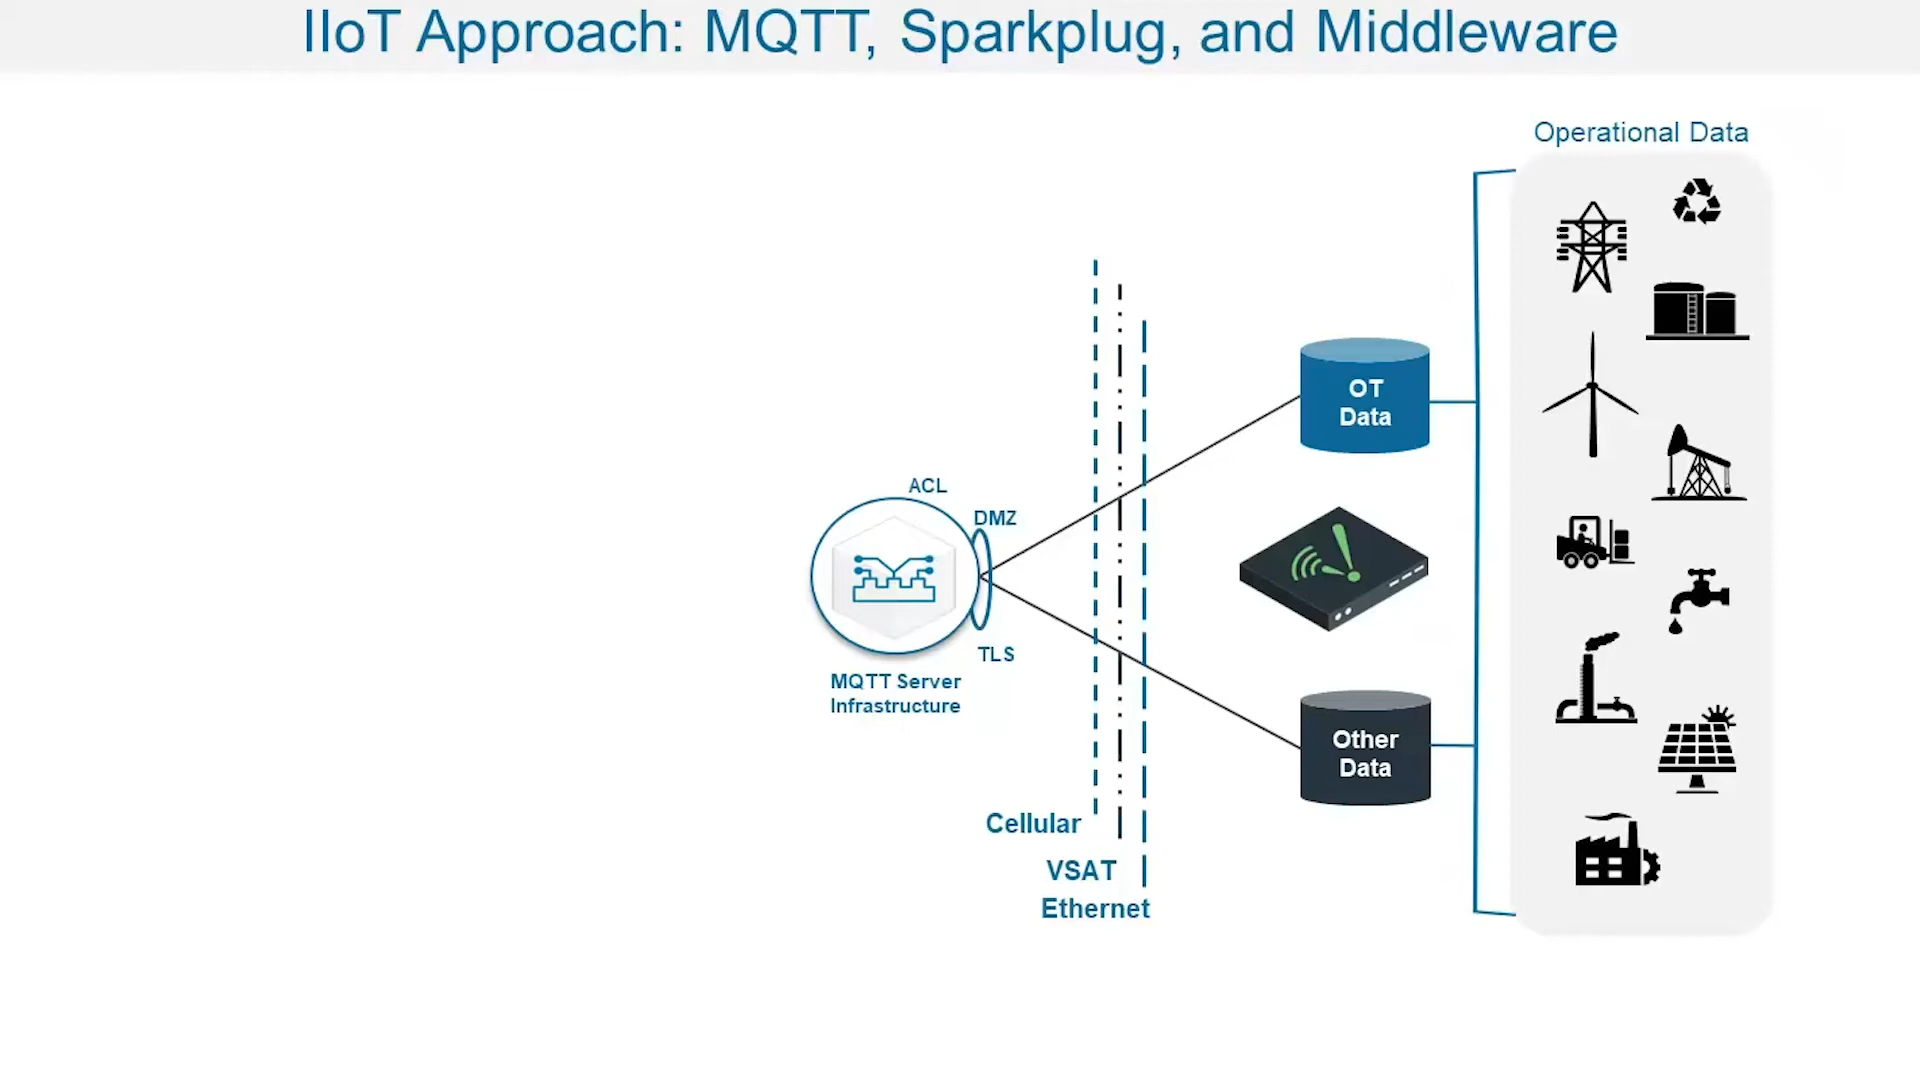 IIoT Approach: MQTT, Sparkplug, and Middleware
Operational Data
OT
Data
ACL
DMZ
TLS
MQTT Server
Infrastructure
Other
Data
Cellular
VSAT
Ethernet